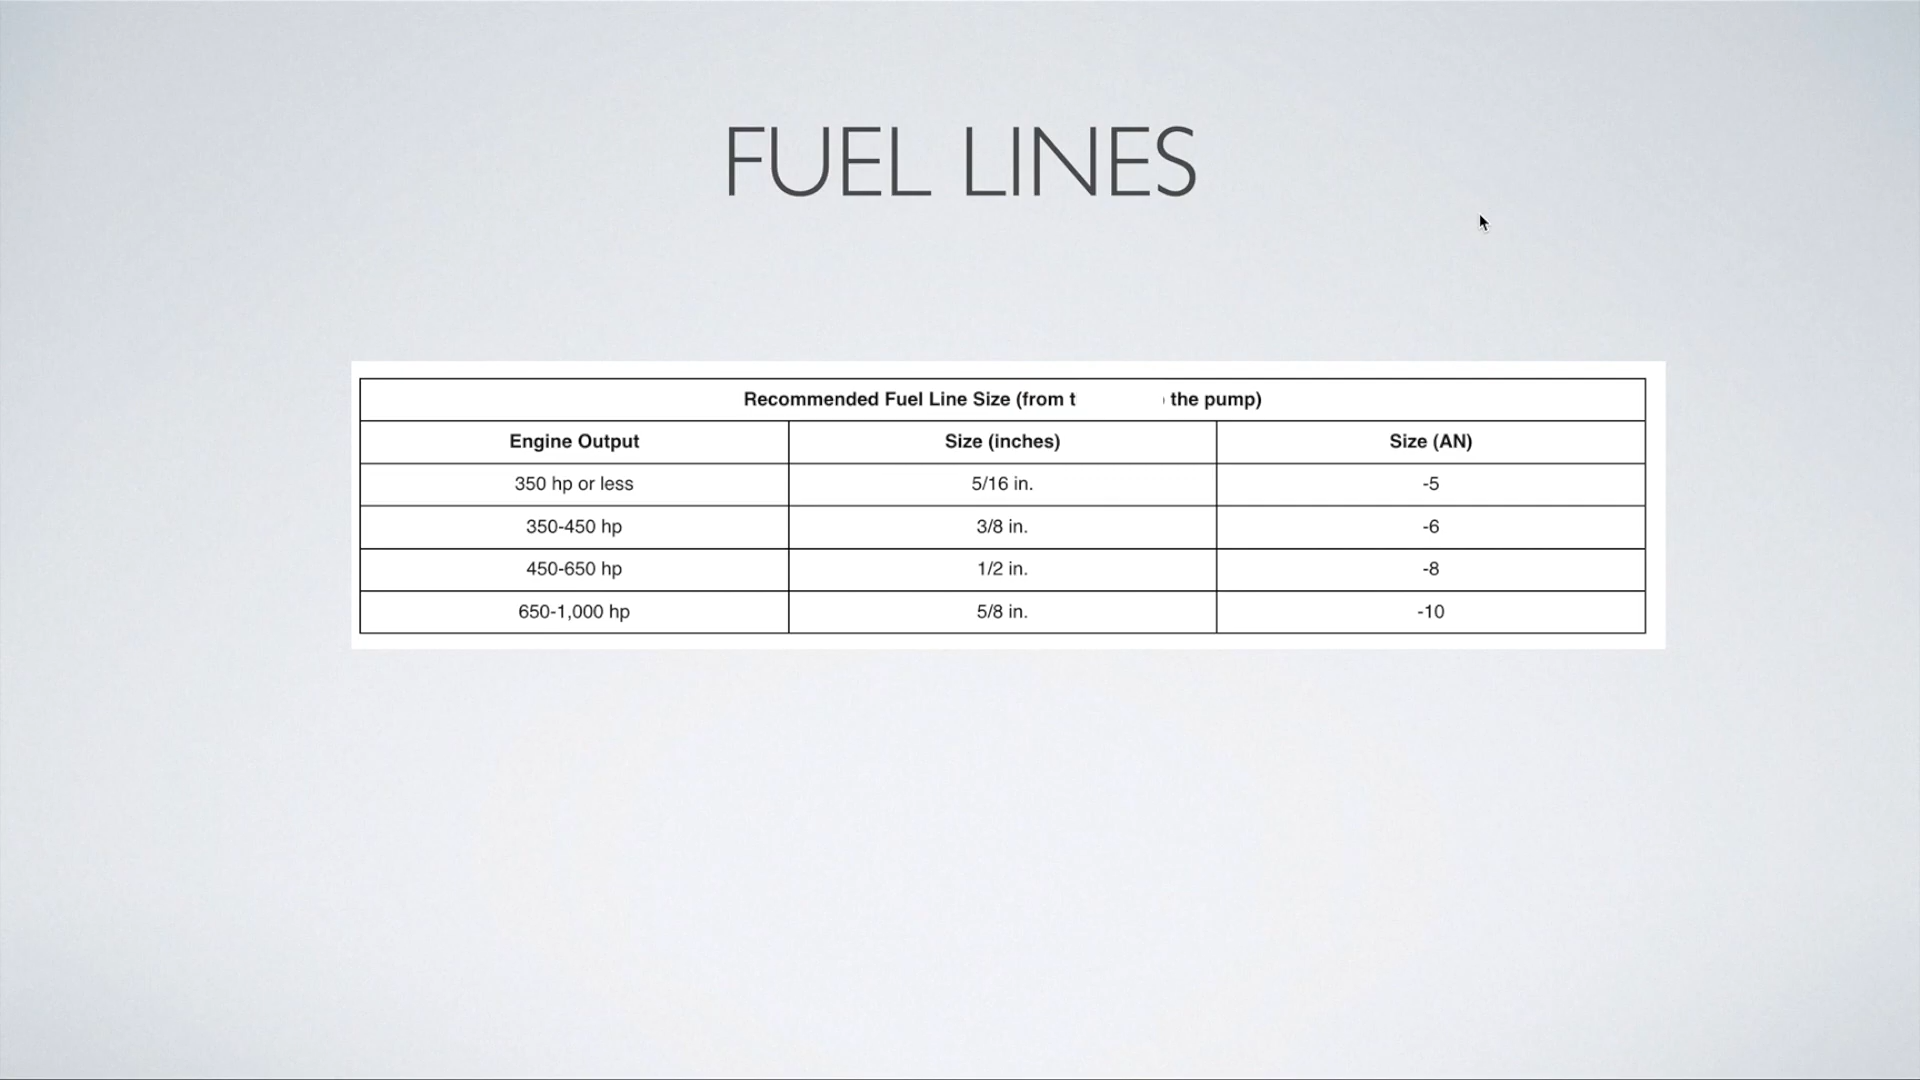 FUEL LINES
Recommended Fuel Line Size (from t the pump)
Engine Output Size (inches) Size (AN)
350 hp or less 5/16 in. -5
350-450 hp 3/8 in. -6
450-650 hp 1/2 in. -8
650-1,000 hp 5/8 in. -10